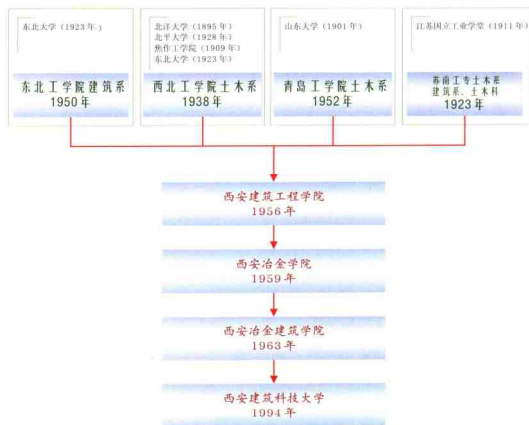 东北大学（1923年）
东北工学院建筑系
1950年
北洋大学（1895年）
北平大学（1928年）
焦作工学院（1909年）
东北大学（1923年）
西北工学院土木系
1938年
山东大学（1901年）
青岛工学院土木系
1952年
江苏国立工业学堂（1911年）
苏南工专土木系
建筑系、土木科
1923年
西安建筑工程学院
1956年
西安冶金学院
1959年
西安冶金建筑学院
1963年
西安建筑科技大学
1994年